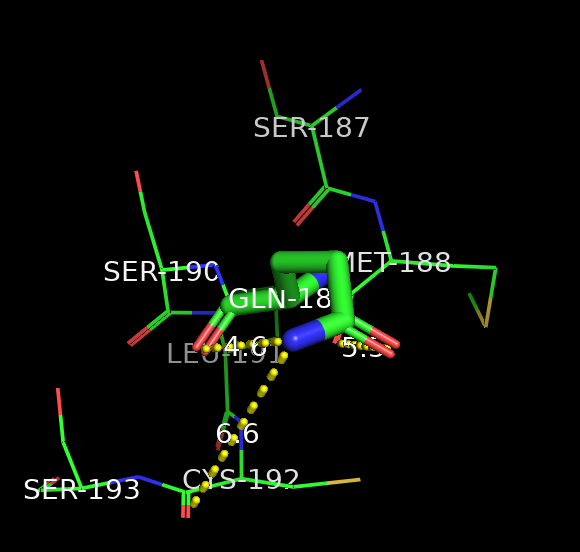 SER-187
MET-188
SER-190
GLN-18
LEU-191
4.6
5.5
6.6
CYS-192
SER-193